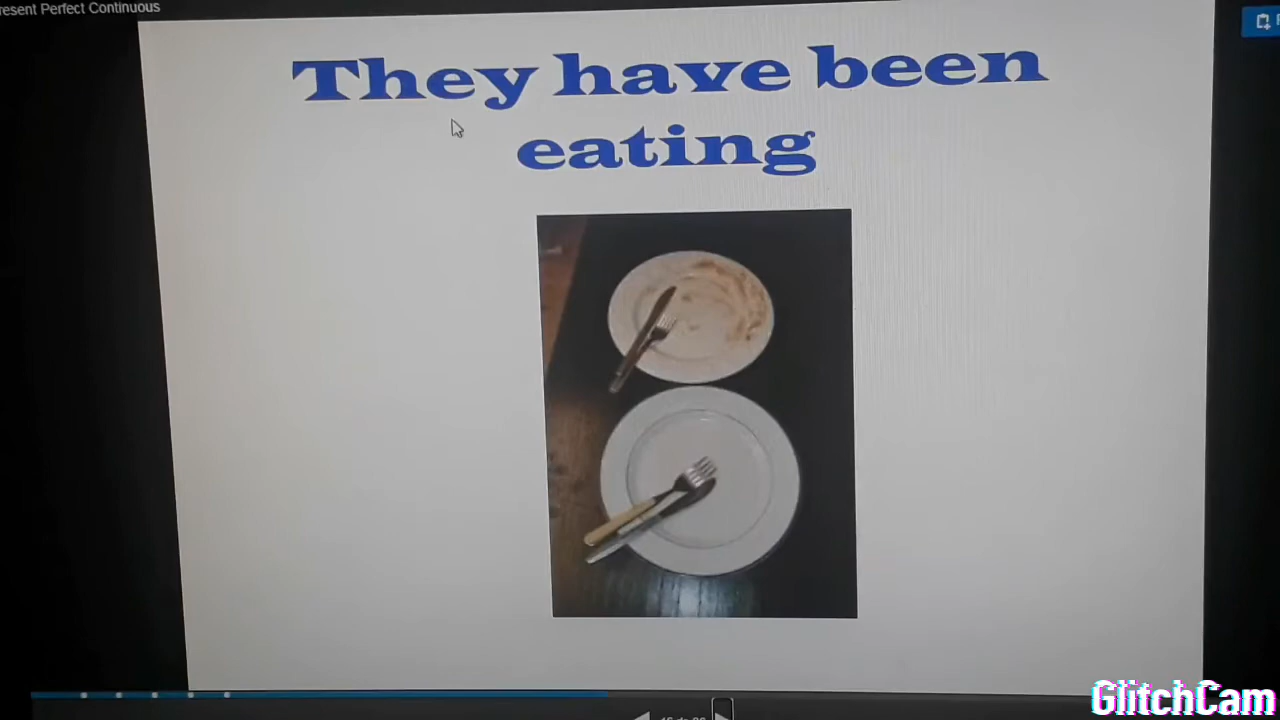 resent Perfect Continuous
They have been
eating
GlitchCam